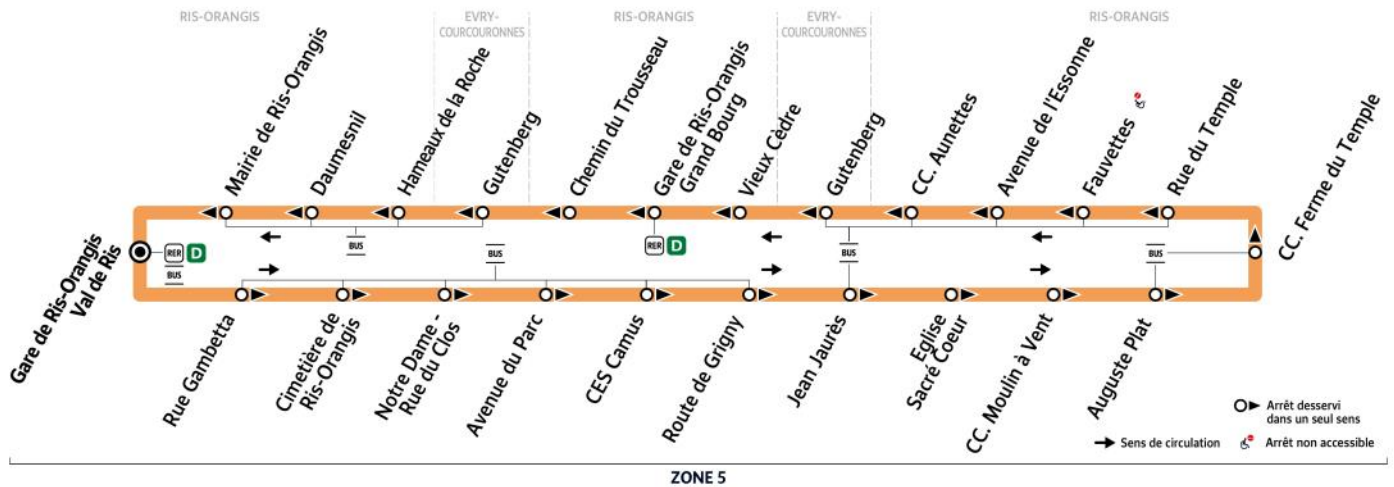 RIS-ORANGIS
EVRY-
COURCOURONNES
RIS-ORANGIS
EVRY-
COURCOURONNES
RIS-ORANGIS
Mairie de Ris-Orangis
Daumesnil
Hameaux de la Roche
Gutenberg
Chemin du Trousseau
Gare de Ris-Orangis
Grand Bourg
Vieux Cèdre
Gutenberg
CC. Aunettes
Avenue de l'Essonne
Fauvettes
Rue du Temple
CC. Ferme du Temple
Gare de Ris-Orangis
Val de Ris
RER D
BUS
BUS
BUS
RER D
BUS
BUS
Rue Gambetta
Cimetière de
Ris-Orangis
Notre Dame -
Rue du Clos
Avenue du Parc
CES Camus
Route de Grigny
Jean Jaurès
Eglise
Sacré Coeur
CC. Moulin à Vent
Auguste Plat
Arrêt desservi
dans un seul sens
Sens de circulation
Arrêt non accessible
ZONE 5